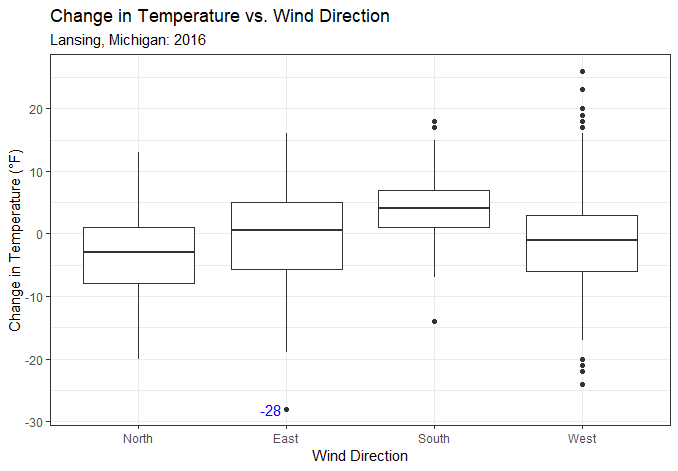 Change in Temperature vs. Wind Direction
Lansing, Michigan: 2016
Change in Temperature (°F)
20
10
0
-10
-20
-30
-28
North East South West
Wind Direction